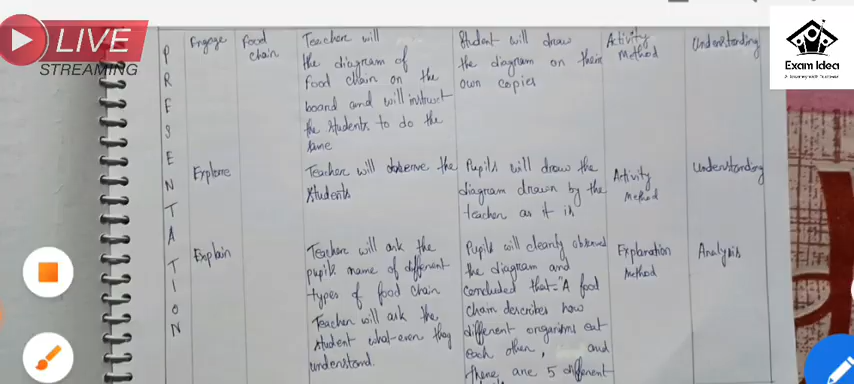 LIVE
STREAMING
Exam Idea
PRESENTATION
Engage
Food
chain
Teacher will
the diagram of
food chain on the
board and will instruct
the students to do the
same
Student will draw
the diagram on their
own copies
Activity
Method
Understanding
Explore
Teacher will observe the
students
Pupils will draw the
diagram drawn by the
teacher as it is
Activity
Method
Understanding
Explain
Teacher will ask the
pupils name of different
types of food chain
Teacher will ask the
student what-even they
understand.
Pupils will clearly observed
the diagram and
concluded that "A food
chain describes how
different organisms eat
each other, and
there are 5 different
Explanation
Method
Analysis